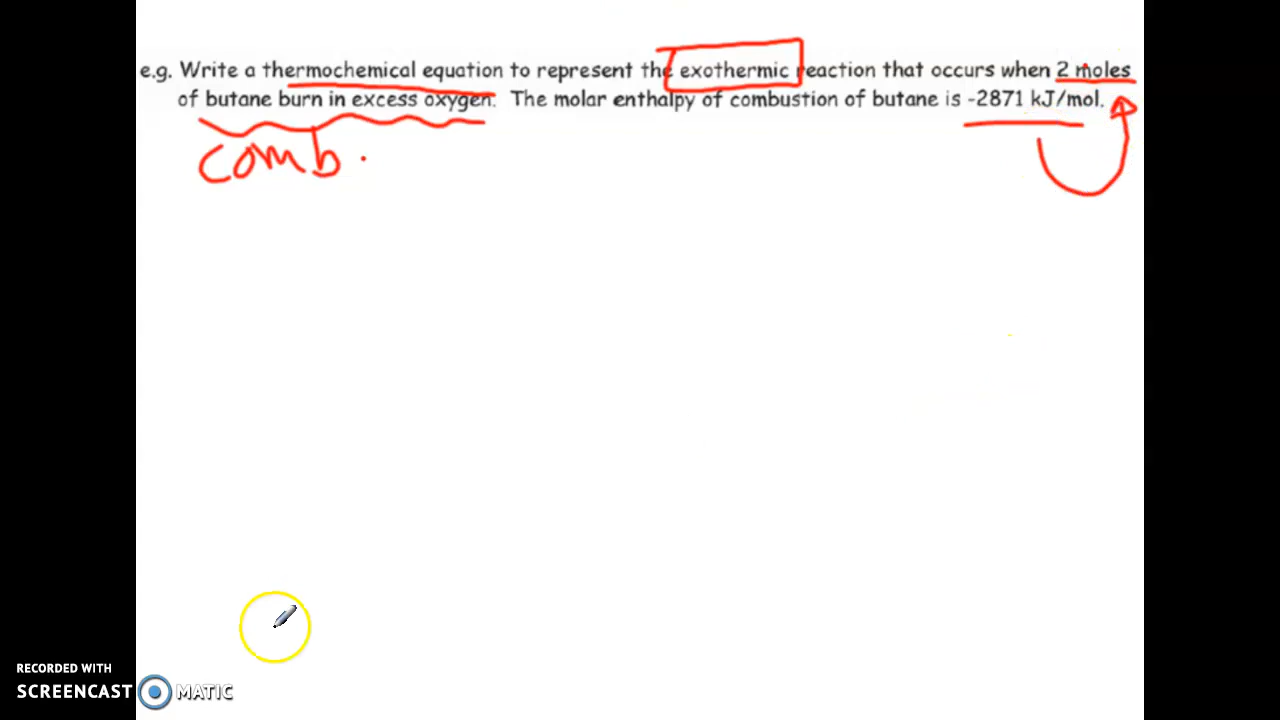 e.g. Write a thermochemical equation to represent the exothermic reaction that occurs when 2 moles
of butane burn in excess oxygen. The molar enthalpy of combustion of butane is -2871 kJ/mol.
comb.
RECORDED WITH
SCREENCAST MATIC